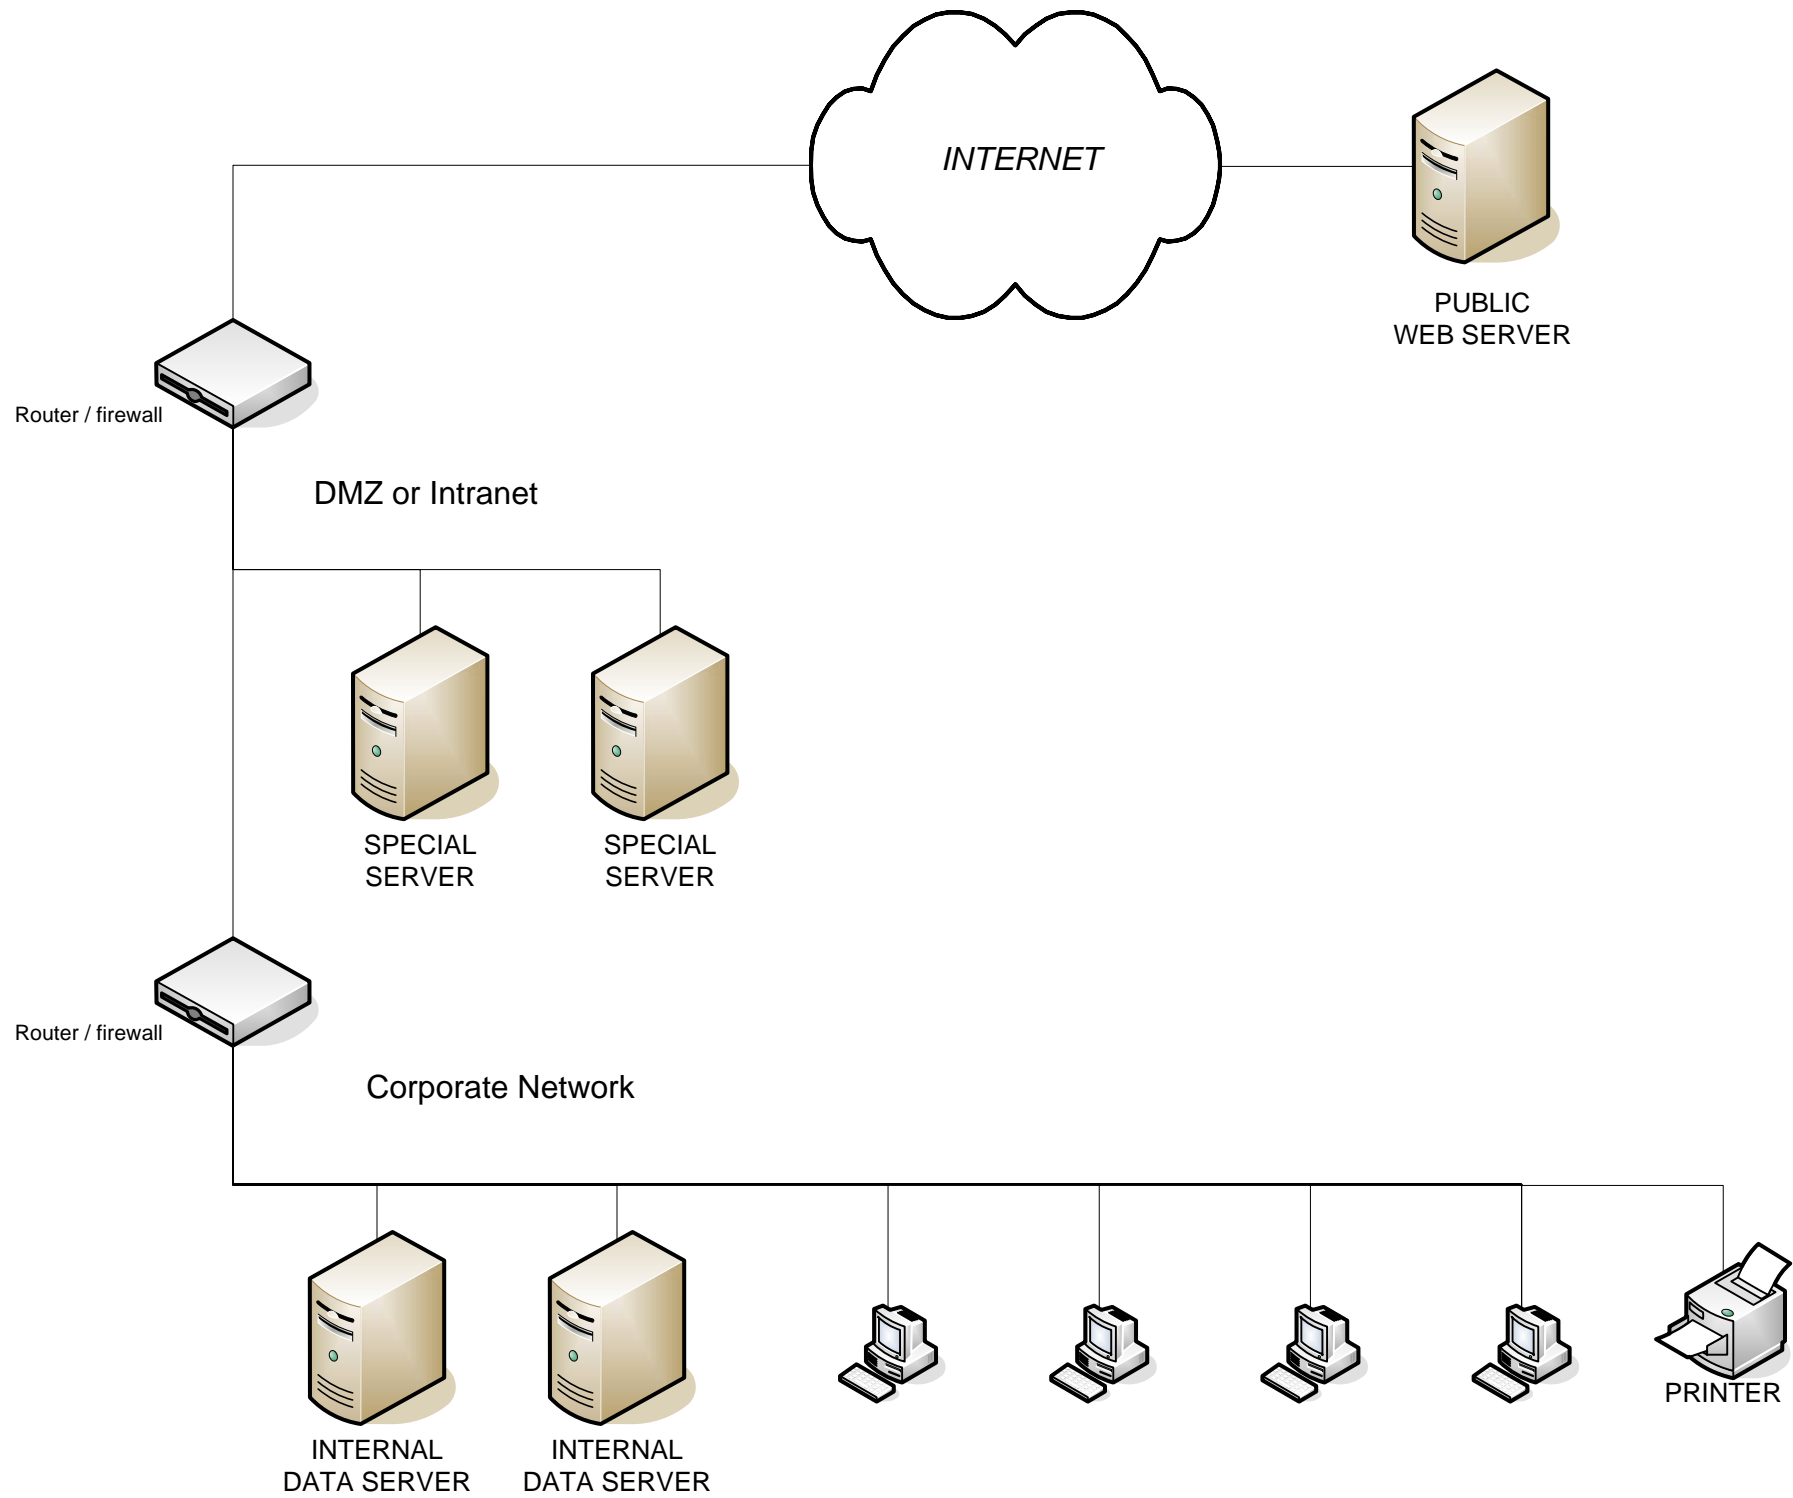 INTERNET
PUBLIC
WEB SERVER
Router / firewall
DMZ or Intranet
SPECIAL
SERVER
SPECIAL
SERVER
Router / firewall
Corporate Network
INTERNAL
DATA SERVER
INTERNAL
DATA SERVER
PRINTER